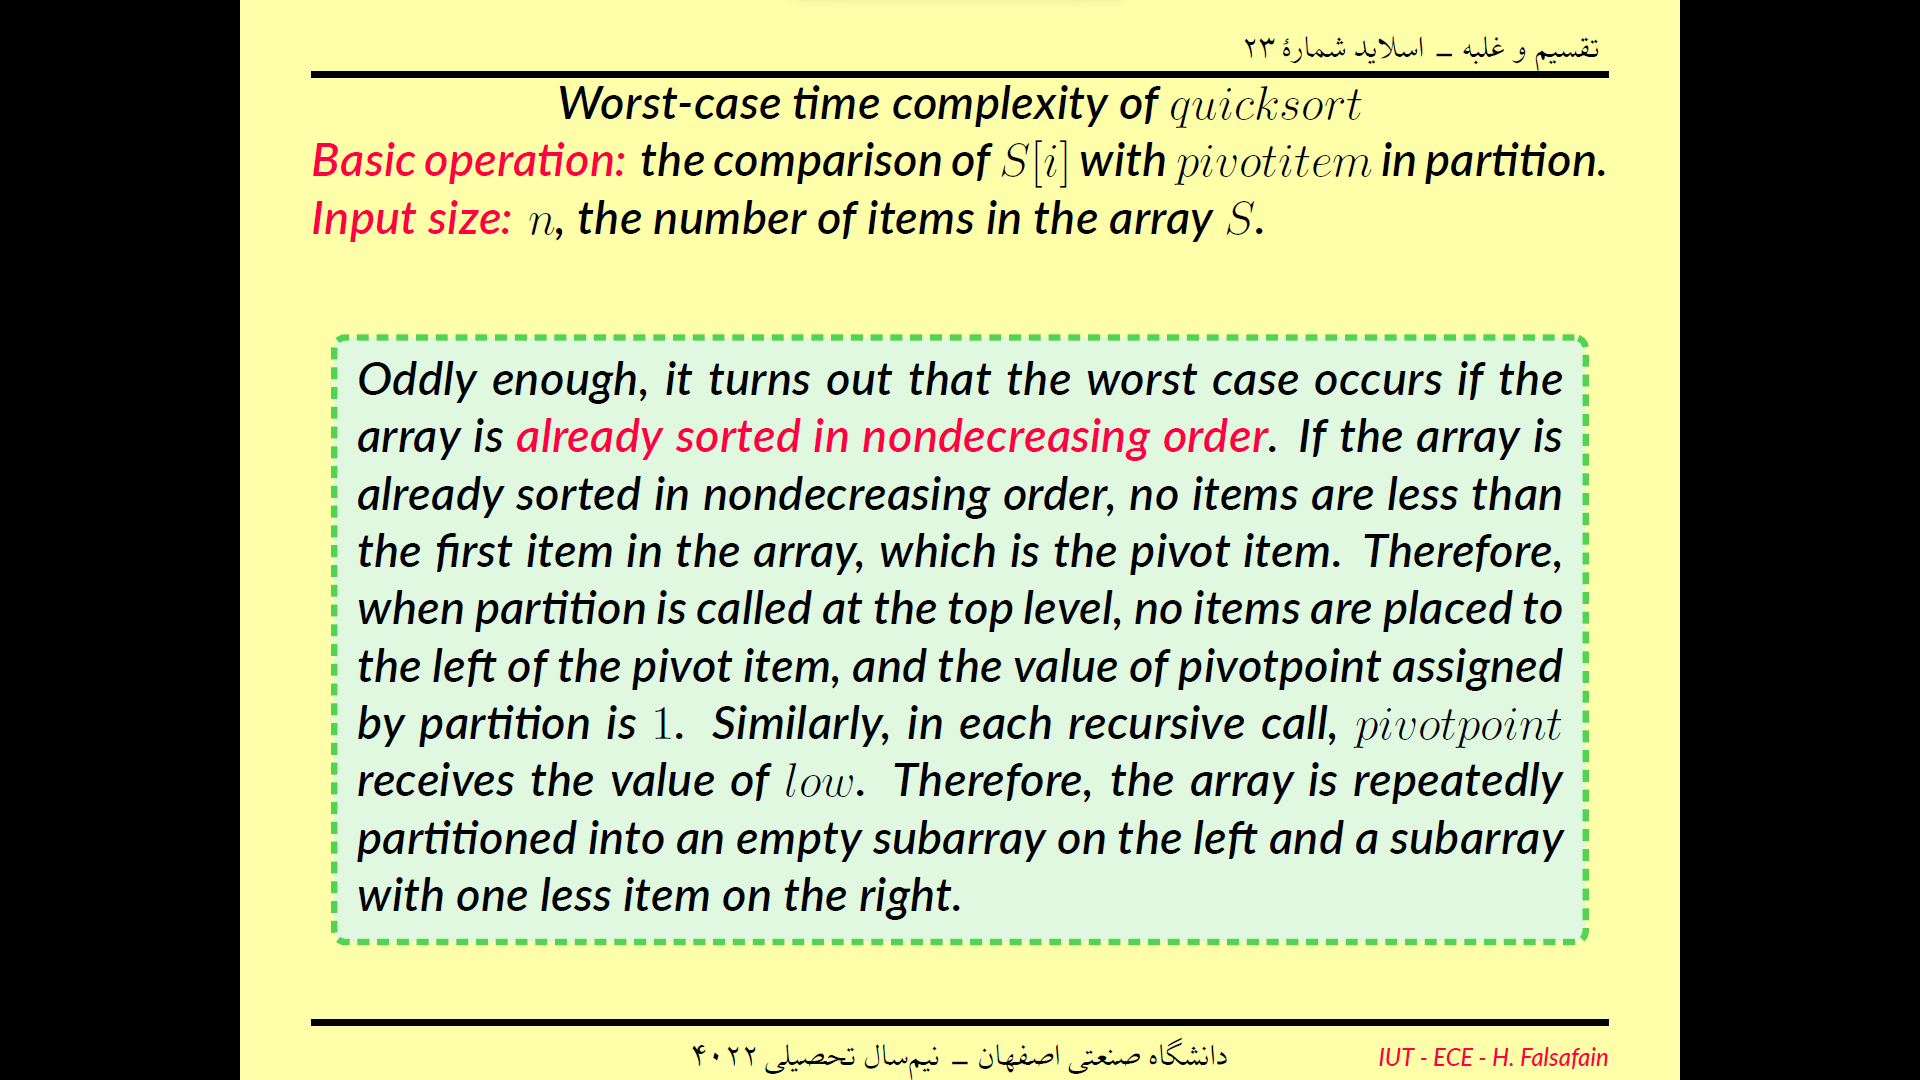 تقسیم و غلبه – اسلاید شمارهٔ ۲۳
Worst-case time complexity of quicksort
Basic operation: the comparison of S[i] with pivotitem in partition.
Input size: n, the number of items in the array S.
Oddly enough, it turns out that the worst case occurs if the
array is already sorted in nondecreasing order. If the array is
already sorted in nondecreasing order, no items are less than
the first item in the array, which is the pivot item. Therefore,
when partition is called at the top level, no items are placed to
the left of the pivot item, and the value of pivotpoint assigned
by partition is 1. Similarly, in each recursive call, pivotpoint
receives the value of low. Therefore, the array is repeatedly
partitioned into an empty subarray on the left and a subarray
with one less item on the right.
دانشگاه صنعتی اصفهان – نیم‌سال تحصیلی ۴۰۲۲
IUT - ECE - H. Falsafain